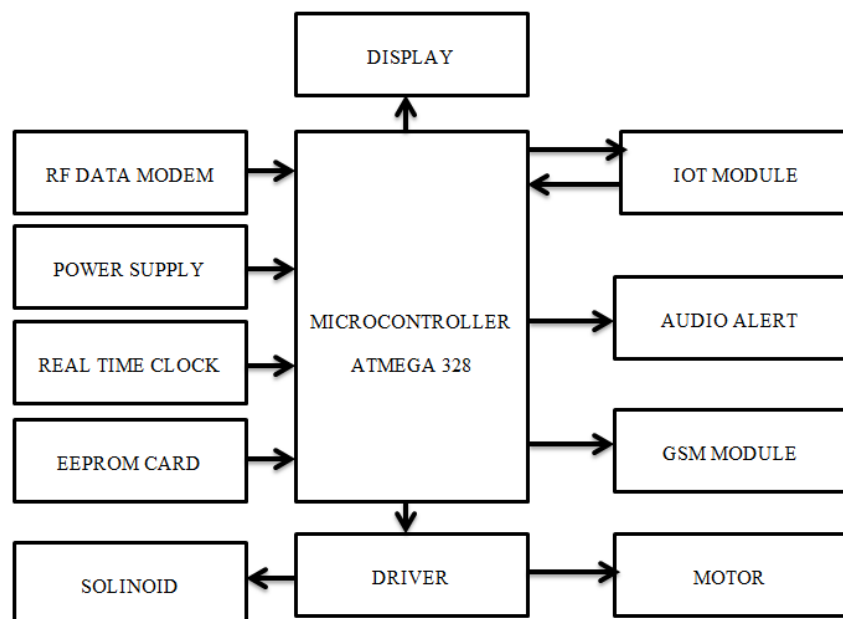 DISPLAY
RF DATA MODEM
IOT MODULE
POWER SUPPLY
MICROCONTROLLER
ATMEGA 328
AUDIO ALERT
REAL TIME CLOCK
EEPROM CARD
GSM MODULE
SOLINOID
DRIVER
MOTOR